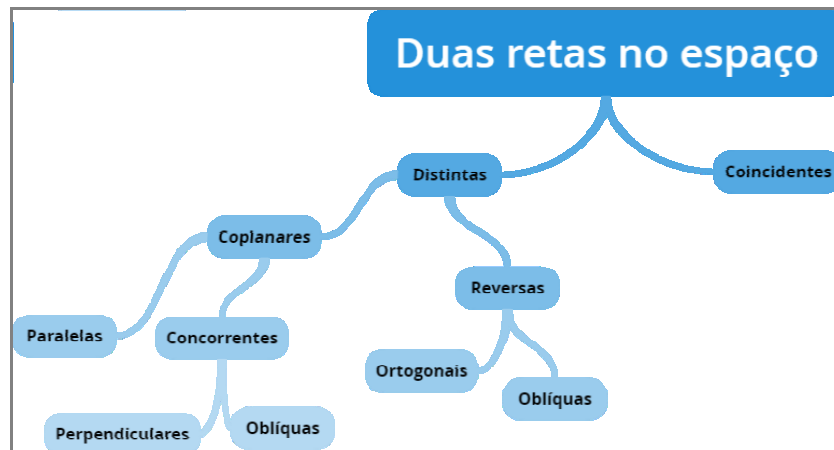 Duas retas no espaço
Distintas
Coincidentes
Coplanares
Reversas
Paralelas
Concorrentes
Ortogonais
Oblíquas
Perpendiculares
Oblíquas